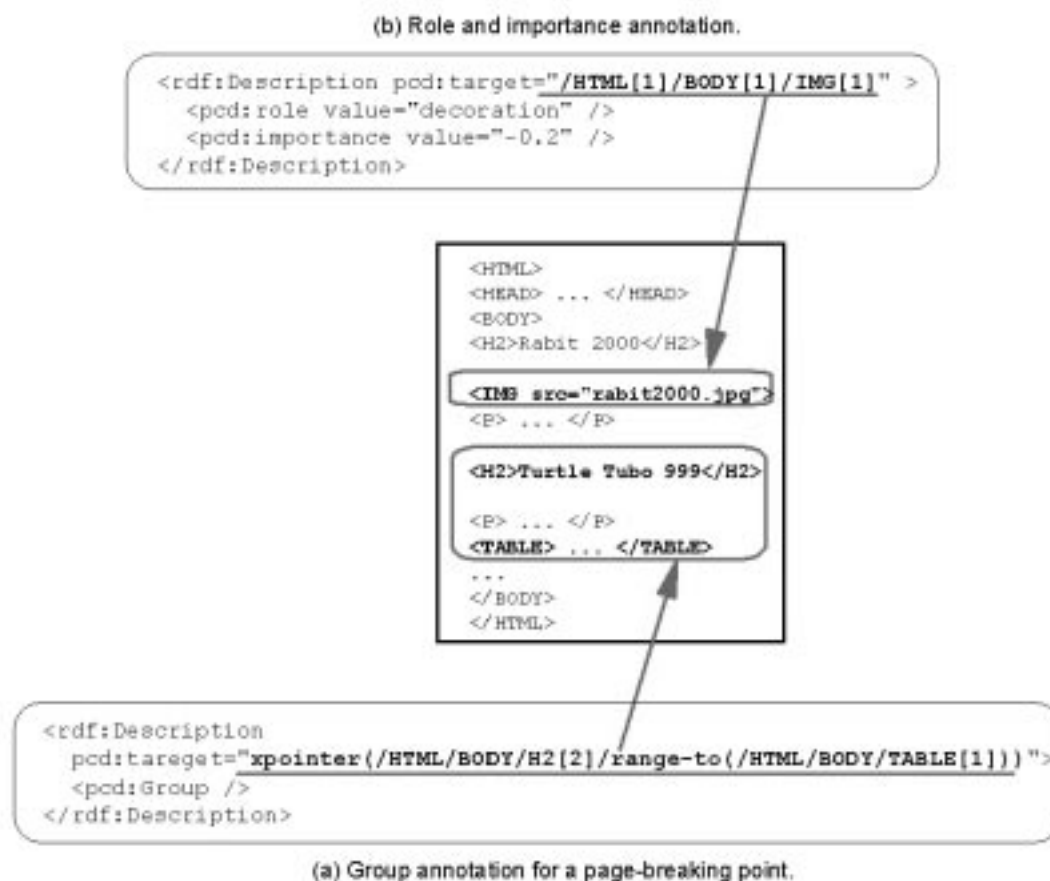 (b) Role and importance annotation.
<rdf:Description pcd:target="/HTML[1]/BODY[1]/IMG[1]" >
<pcd:role value="decoration" />
<pcd:importance value="-0.2" />
</rdf:Description>
<HTML>
<HEAD> ... </HEAD>
<BODY>
<H2>Rabit 2000</H2>
<IMG src="rabit2000.jpg">
<P> ... </P>
<H2>Turtle Tubo 999</H2>
<P> ... </P>
<TABLE> ... </TABLE>
...
</BODY>
</HTML>
<rdf:Description
pcd:tareget="xpointer(/HTML/BODY/H2[2]/range-to(/HTML/BODY/TABLE[1]))">
<pcd:Group />
</rdf:Description>
(a) Group annotation for a page-breaking point.